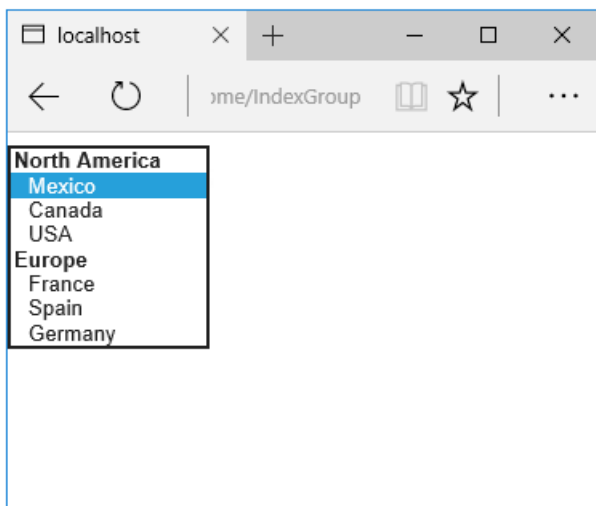 localhost
ome/IndexGroup
North America
Mexico
Canada
USA
Europe
France
Spain
Germany